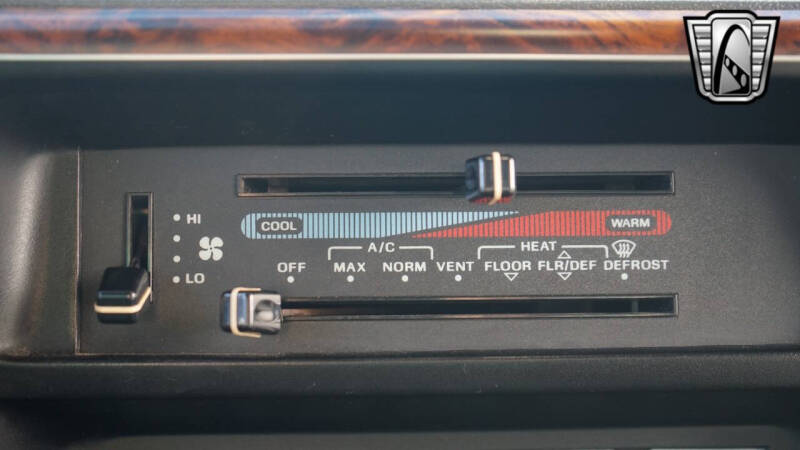 HI
LO
COOL WARM
A/C HEAT
OFF MAX NORM VENT FLOOR FLR/DEF DEFROST